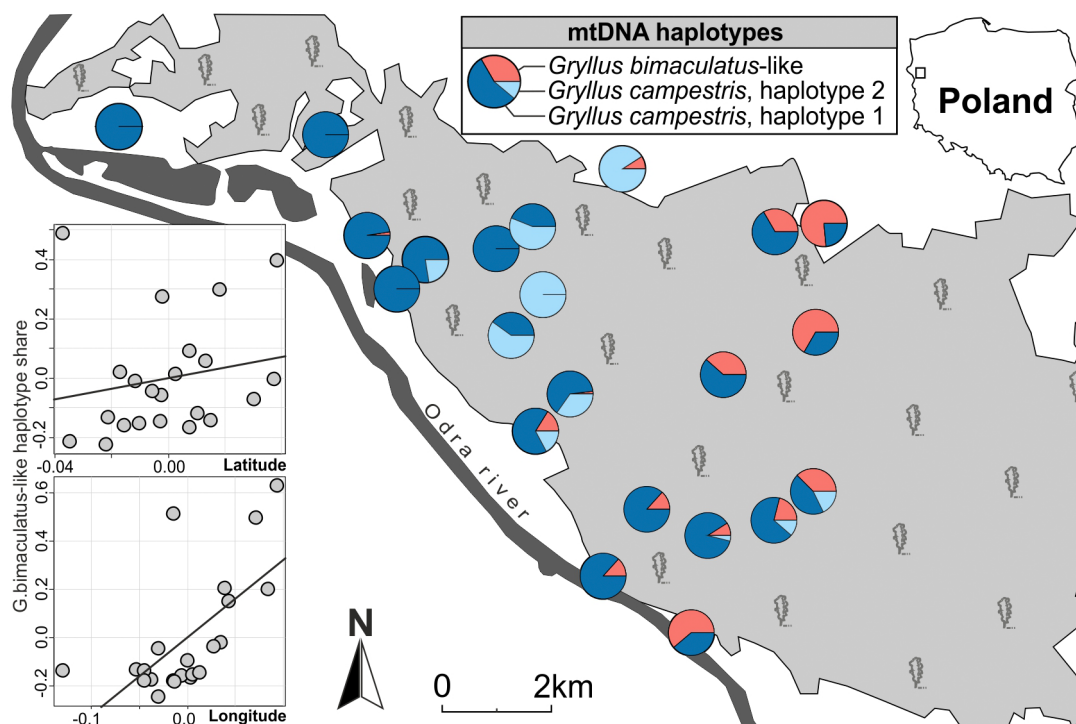 mtDNA haplotypes
Gryllus bimaculatus-like
Gryllus campestris, haplotype 2
Gryllus campestris, haplotype 1
Poland
G.bimaculatus-like haplotype share
0.4
0.2
0.0
-0.2
-0.04
0.00
Latitude
0.6
0.4
0.2
0.0
-0.2
-0.1
0.0
Longitude
Odra river
N
0
2km